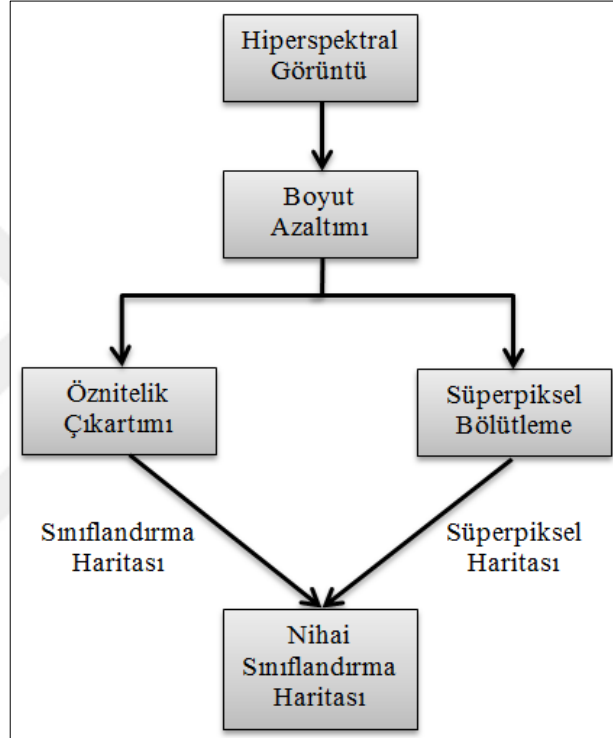 Hiperspektral
Görüntü
Boyut
Azaltımı
Öznitelik
Çıkartımı
Süperpiksel
Bölütleme
Sınıflandırma
Haritası
Süperpiksel
Haritası
Nihai
Sınıflandırma
Haritası